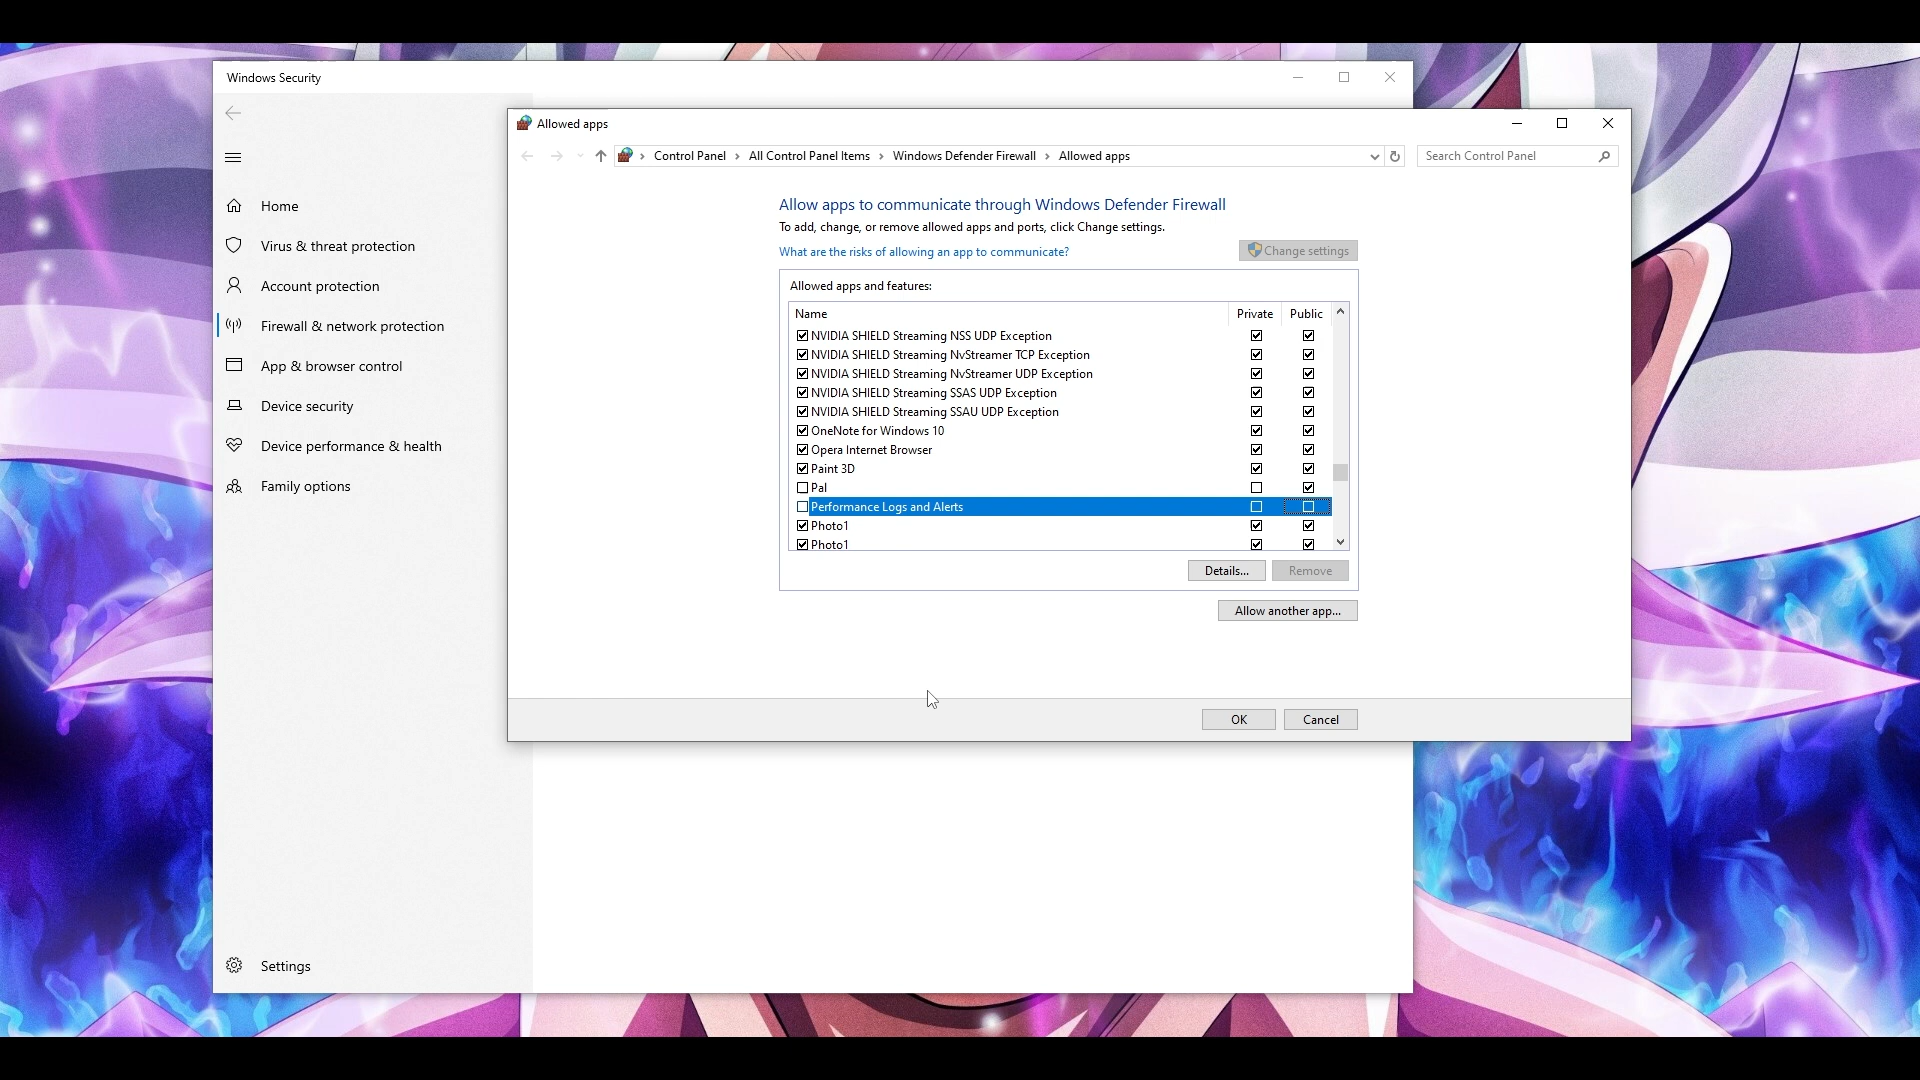 Windows Security
Home
Virus & threat protection
Account protection
Firewall & network protection
App & browser control
Device security
Device performance & health
Family options
Settings
Allowed apps
Control Panel > All Control Panel Items > Windows Defender Firewall > Allowed apps
Search Control Panel
Allow apps to communicate through Windows Defender Firewall
To add, change, or remove allowed apps and ports, click Change settings.
What are the risks of allowing an app to communicate?
Change settings
Allowed apps and features:
Name Private Public
NVIDIA SHIELD Streaming NSS UDP Exception
NVIDIA SHIELD Streaming NvStreamer TCP Exception
NVIDIA SHIELD Streaming NvStreamer UDP Exception
NVIDIA SHIELD Streaming SSAS UDP Exception
NVIDIA SHIELD Streaming SSAU UDP Exception
OneNote for Windows 10
Opera Internet Browser
Paint 3D
Pal
Performance Logs and Alerts
Photo1
Photo1
Details... Remove
Allow another app...
OK Cancel